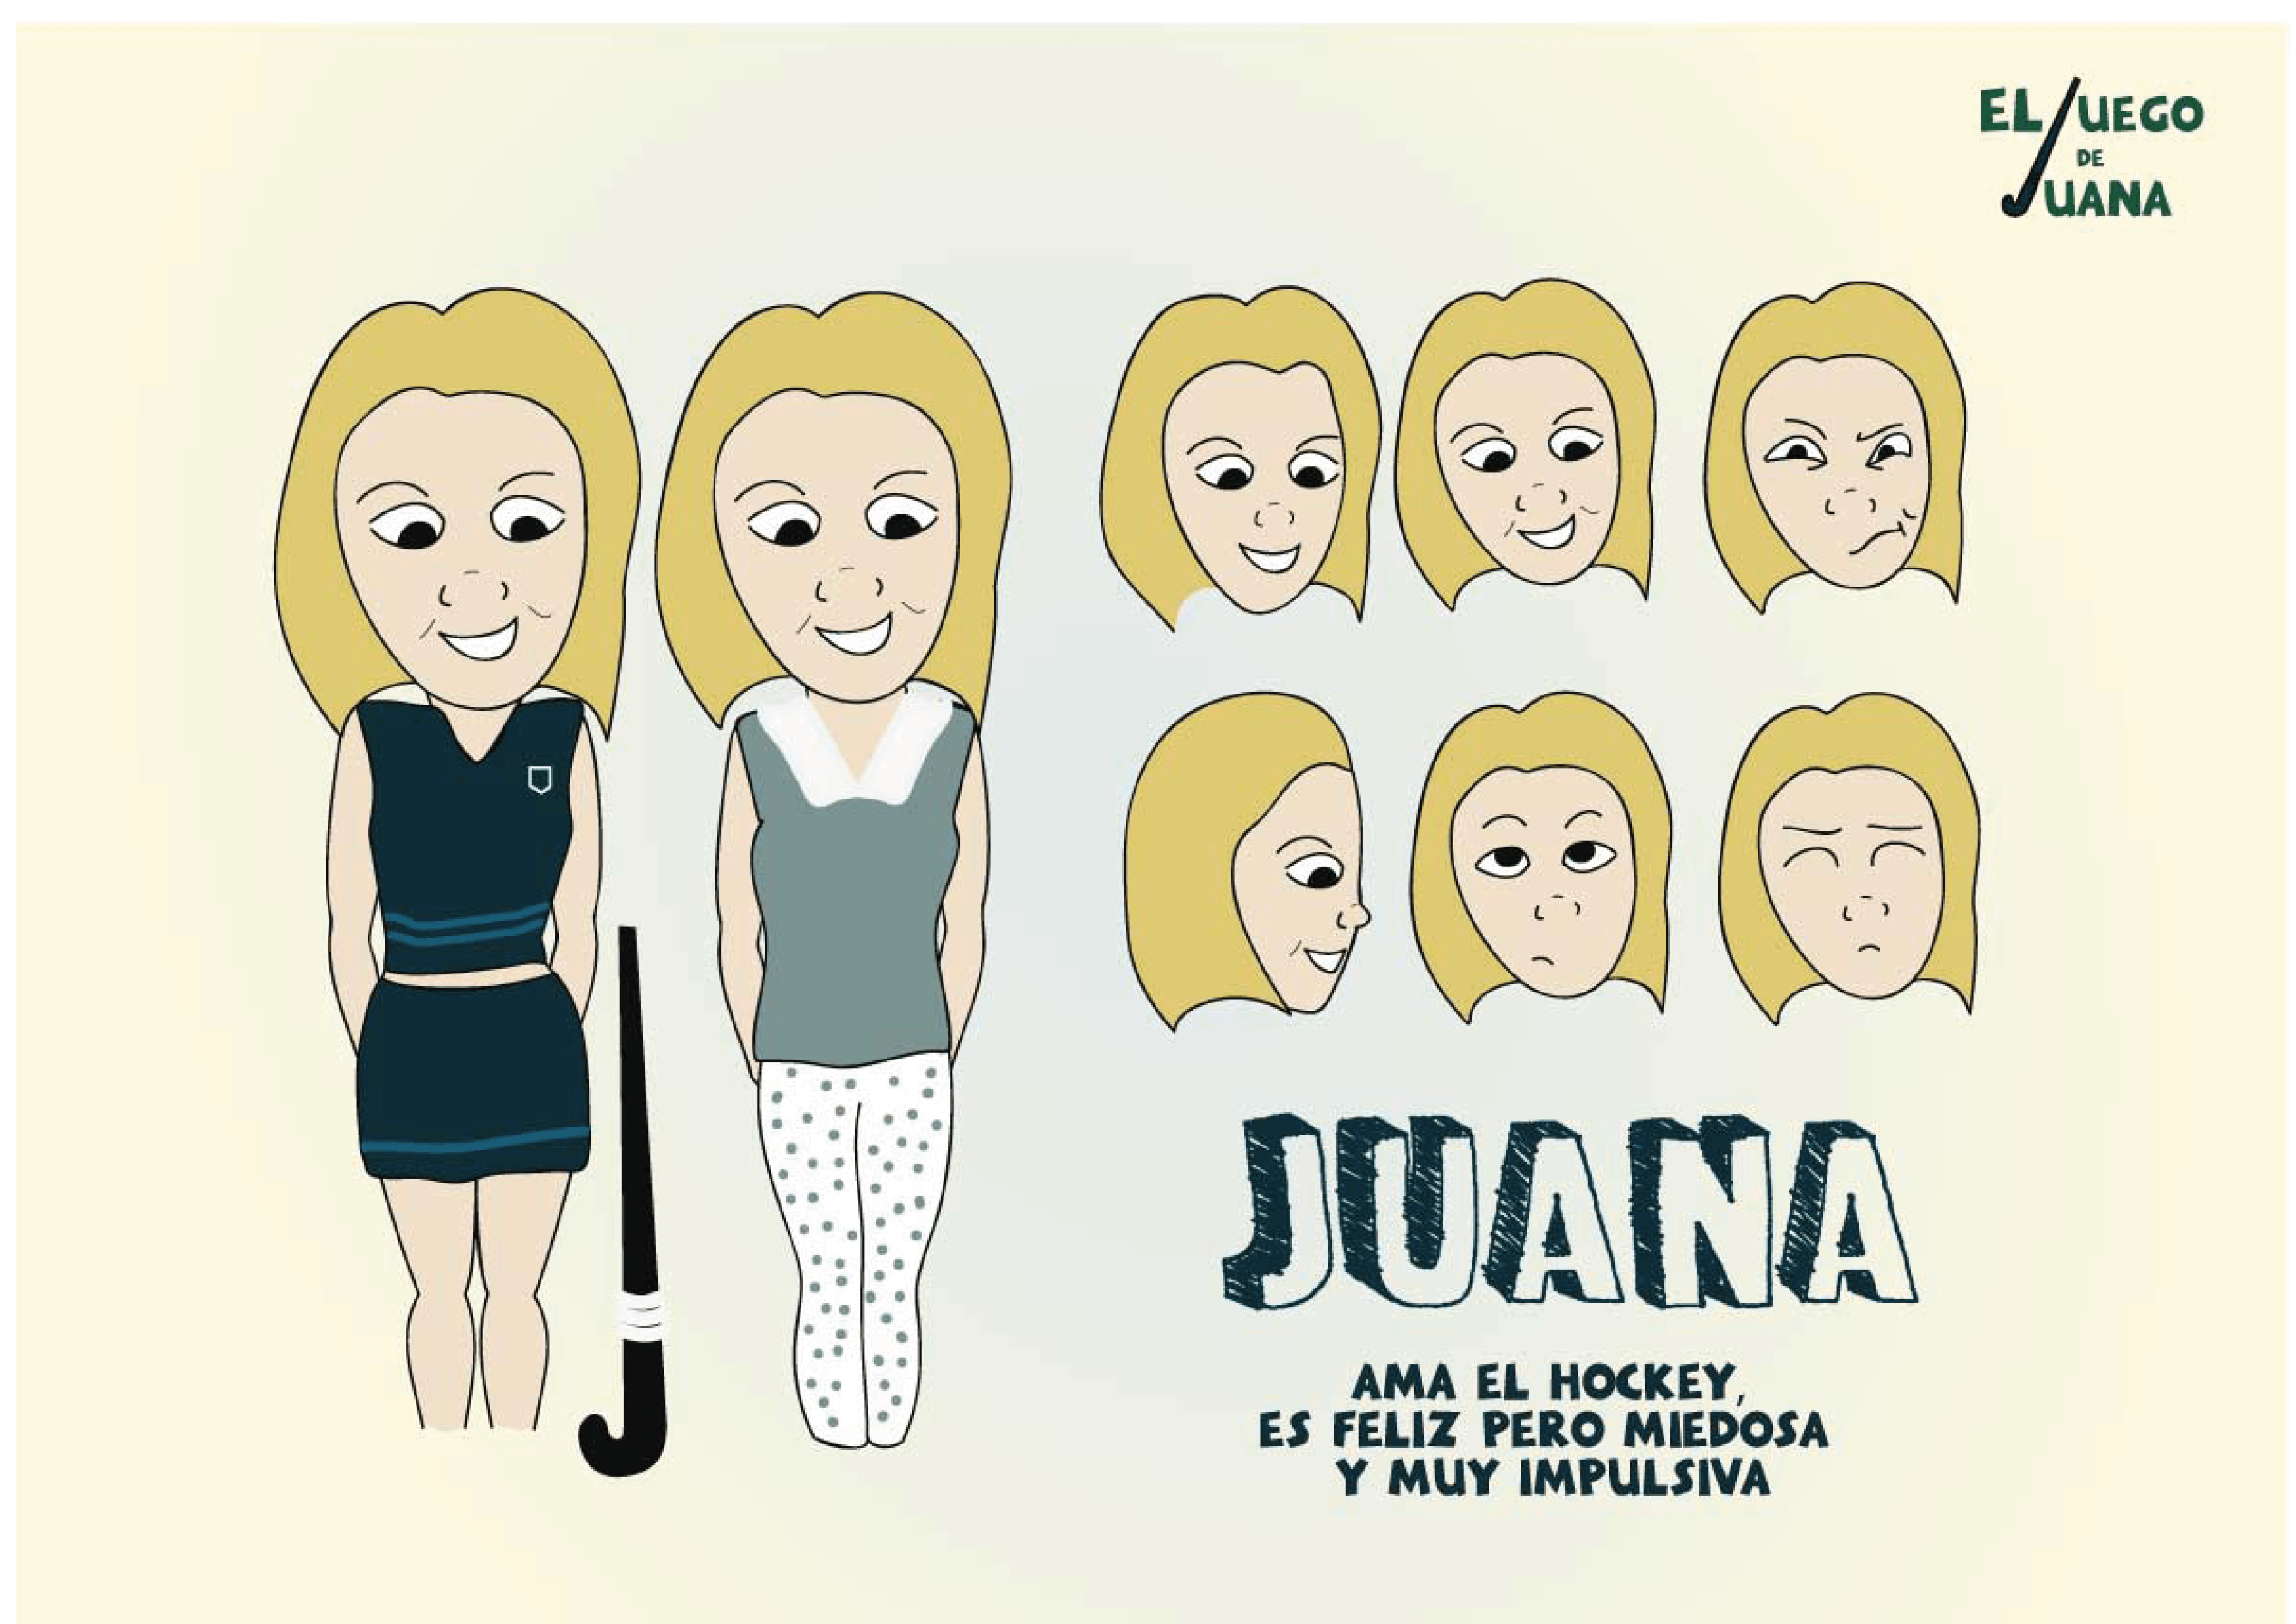 EL JUEGO
DE
JUANA
JUANA
AMA EL HOCKEY,
ES FELIZ PERO MIEDOSA
Y MUY IMPULSIVA